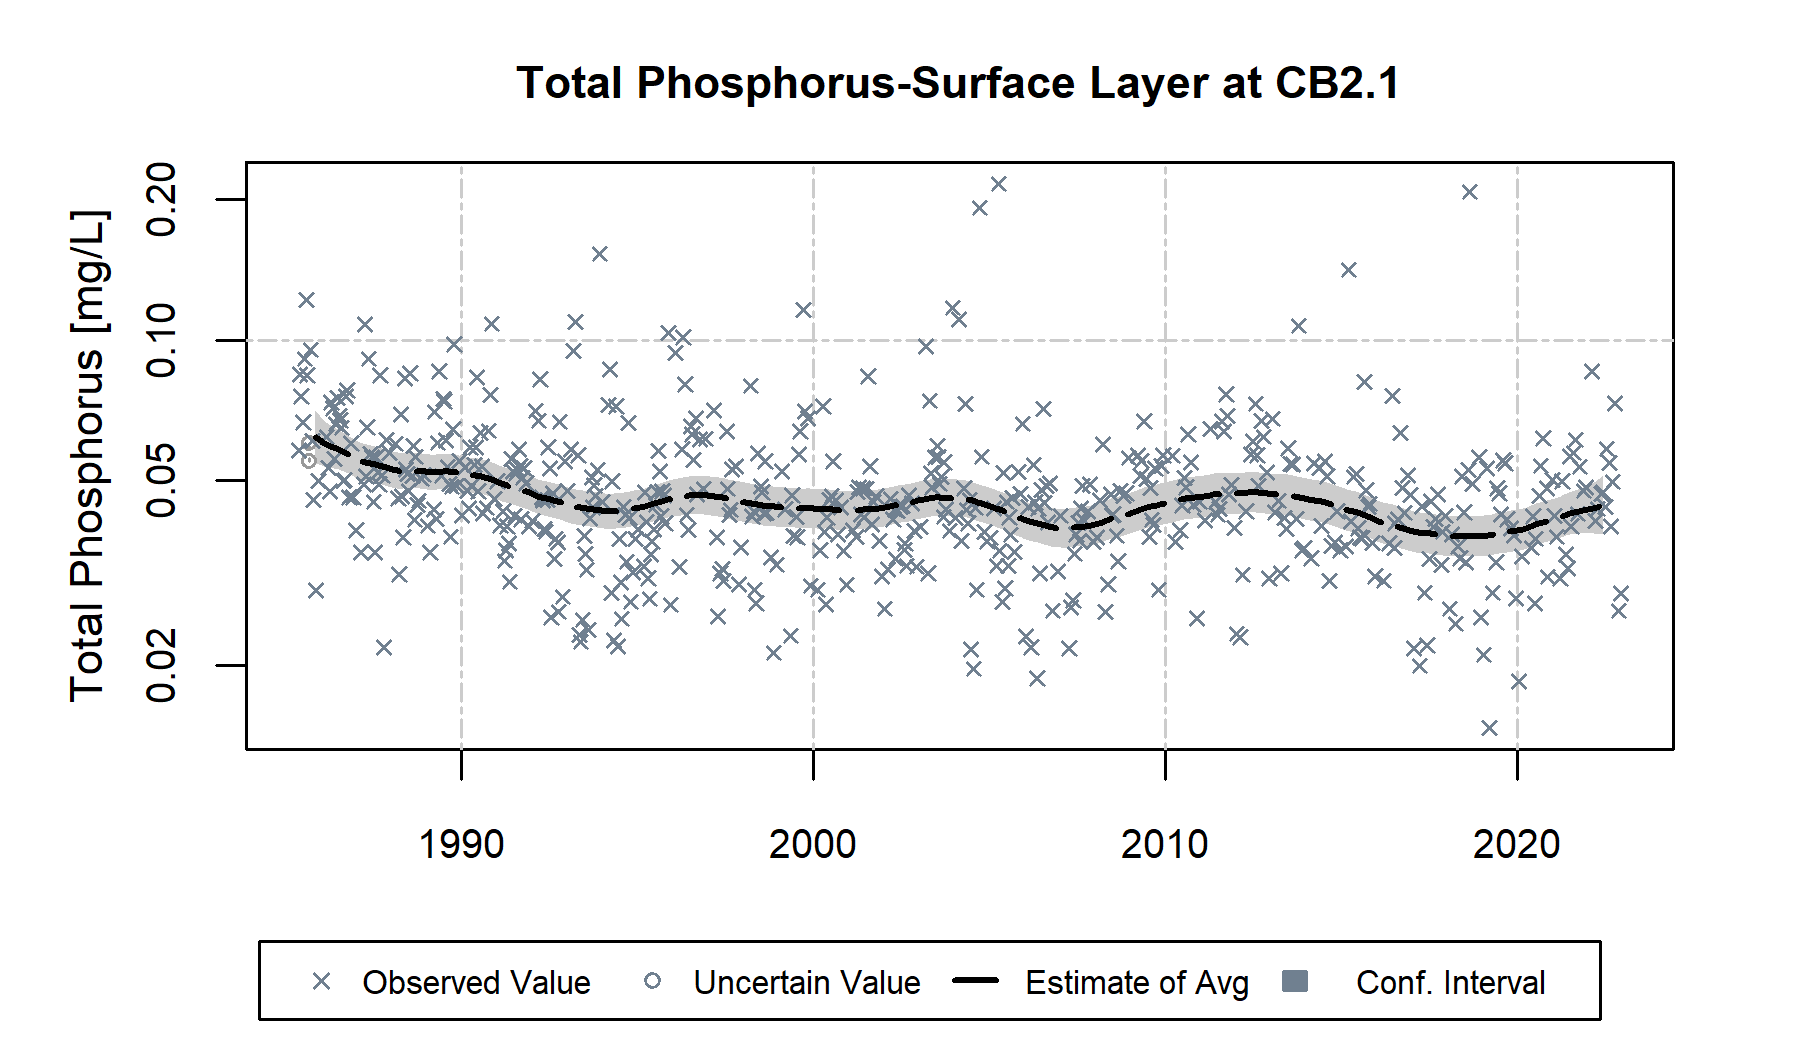 Total Phosphorus-Surface Layer at CB2.1
Total Phosphorus [mg/L]
0.20
0.10
0.05
0.02
1990 2000 2010 2020
Observed Value Uncertain Value Estimate of Avg Conf. Interval